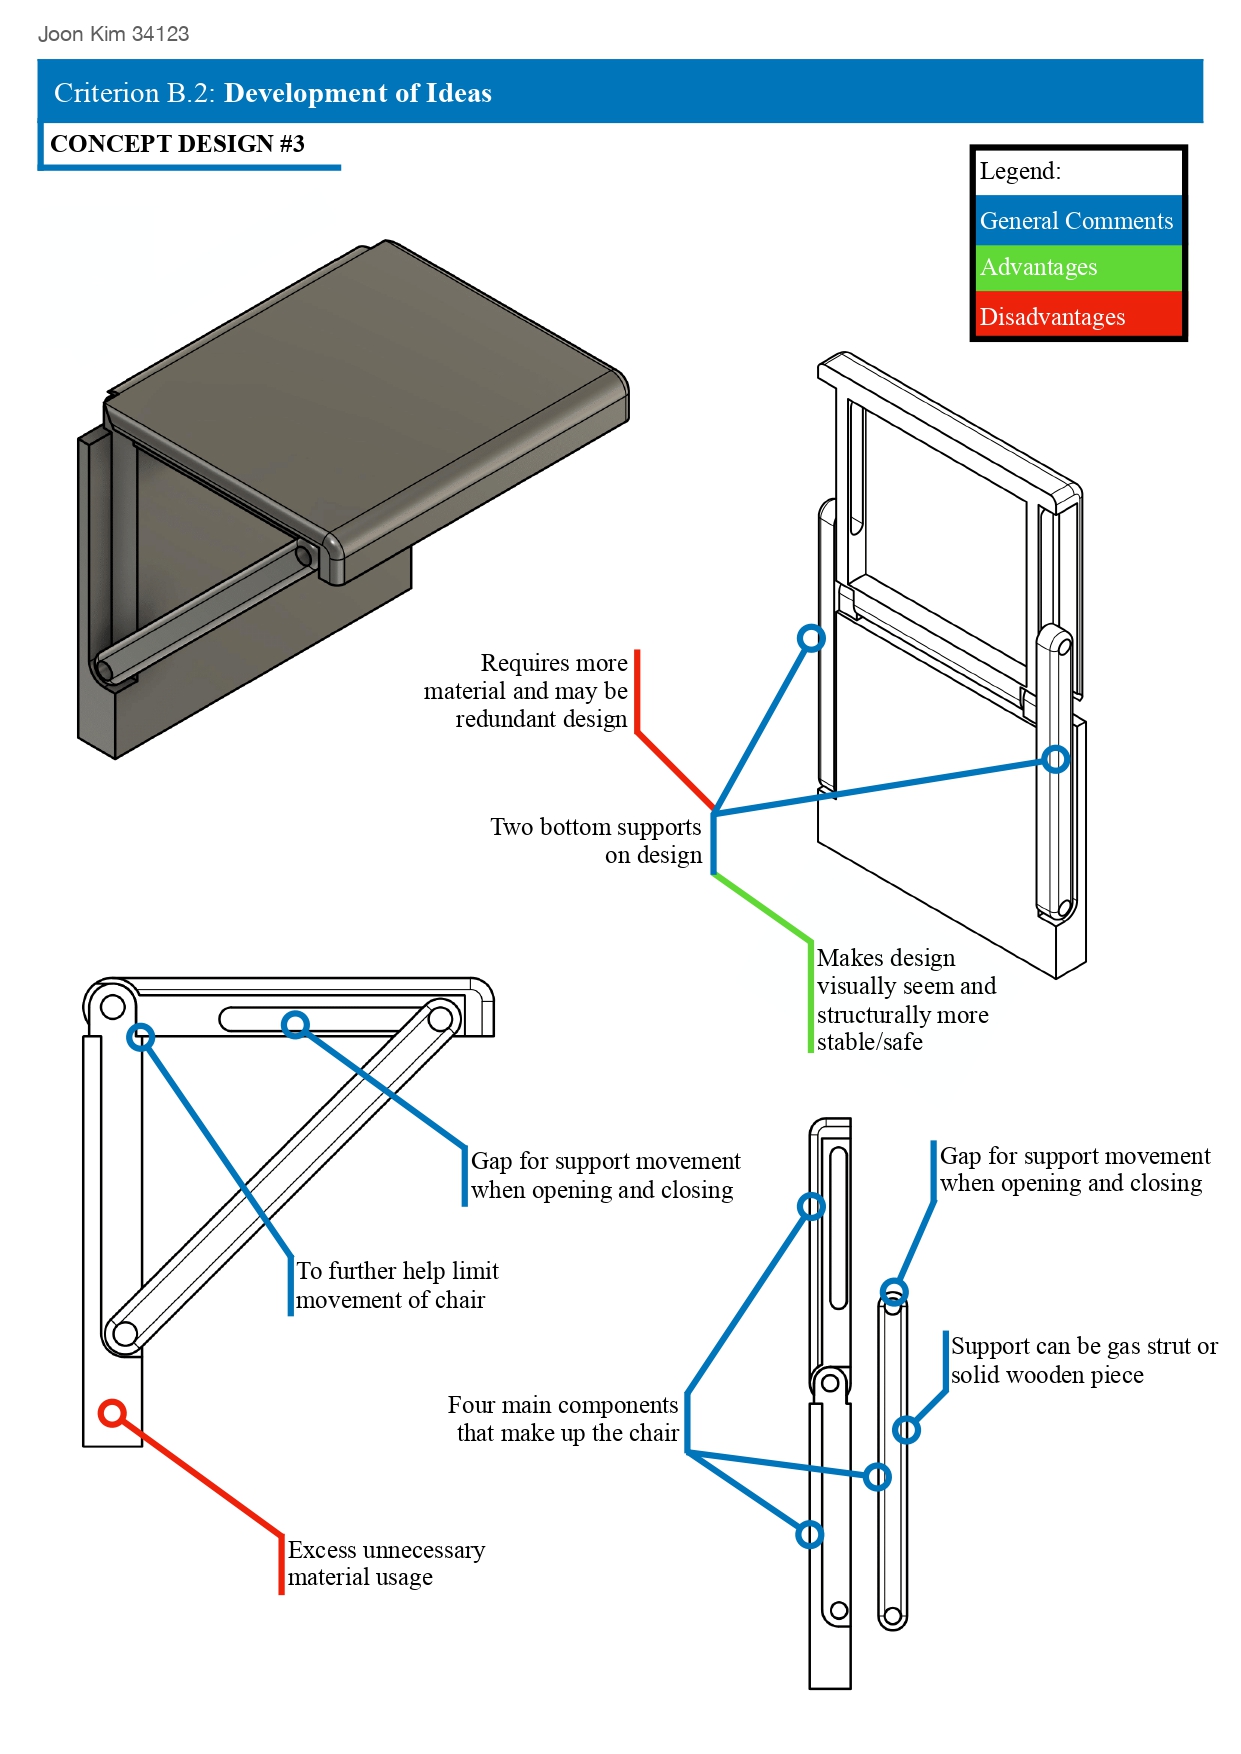 Joon Kim 34123
Criterion B.2: Development of Ideas
CONCEPT DESIGN #3
Legend:
General Comments
Advantages
Disadvantages
Requires more
material and may be
redundant design
Two bottom supports
on design
Makes design
visually seem and
structurally more
stable/safe
Gap for support movement
when opening and closing
To further help limit
movement of chair
Excess unnecessary
material usage
Gap for support movement
when opening and closing
Support can be gas strut or
solid wooden piece
Four main components
that make up the chair